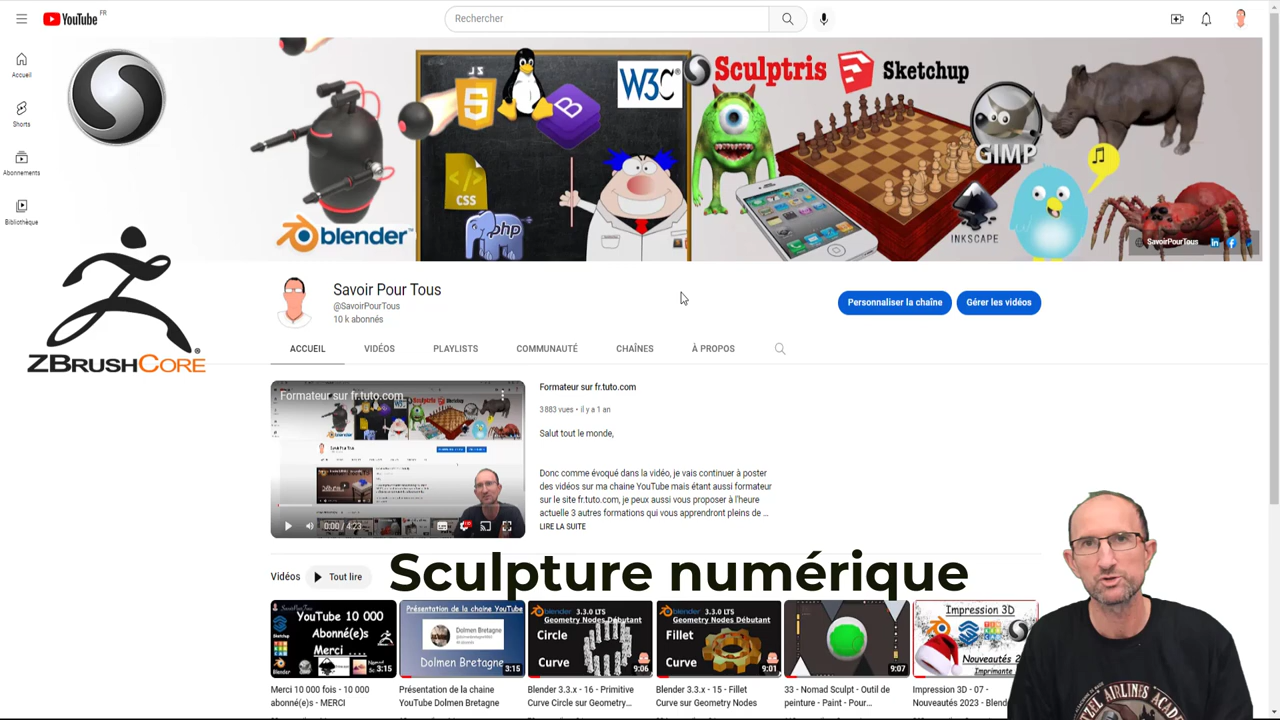 YouTube FR
Rechercher
Accueil
Shorts
Abonnements
Bibliothèque
JS
5
B
W3C®
Sculptris
Sketchup
GIMP
</>
CSS
php
blender™
INKSCAPE
SavoirPourTous
ZBRUSHCORE®
Savoir Pour Tous
@SavoirPourTous
10 k abonnés
Personnaliser la chaîne
Gérer les vidéos
ACCUEIL
VIDÉOS
PLAYLISTS
COMMUNAUTÉ
CHAÎNES
À PROPOS
Formateur sur fr.tuto.com
0:00 / 4:23
Formateur sur fr.tuto.com
3 883 vues • il y a 1 an
Salut tout le monde,
Donc comme évoqué dans la vidéo, je vais continuer à poster
des vidéos sur ma chaine YouTube mais étant aussi formateur
sur le site fr.tuto.com, je peux aussi vous proposer à l'heure
actuelle 3 autres formations qui vous apprendront pleins de ...
LIRE LA SUITE
Sculpture numérique
Vidéos
Tout lire
SavoirPourTous
YouTube 10 000
Abonné(e)s
Merci ....
3:15
Merci 10 000 fois - 10 000
abonné(e)s - MERCI
Présentation de la chaine YouTube
Dolmen Bretagne
Dolmen Bretagne
3:15
Présentation de la chaine
YouTube Dolmen Bretagne
3.3.0 LTS
Geometry Nodes Débutant
Circle
Curve
9:06
Blender 3.3.x - 16 - Primitive
Curve Circle sur Geometry...
3.3.0 LTS
Geometry Nodes Débutant
Fillet
Curve
9:01
Blender 3.3.x - 15 - Fillet
Curve sur Geometry Nodes
9:07
33 - Nomad Sculpt - Outil de
peinture - Paint - Pour...
Impression 3D
Nouveautés 2
Impression 3D - 07 -
Nouveautés 2023 - Blend
AIRLINES